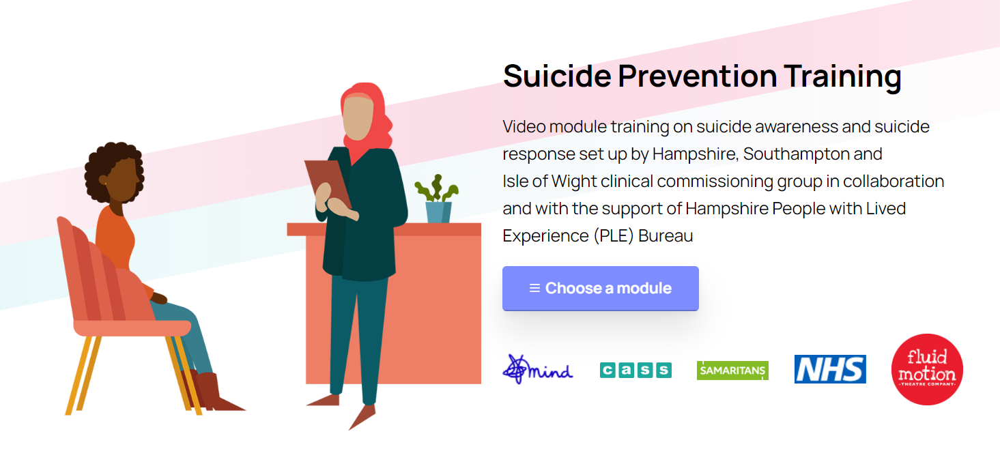 Suicide Prevention Training
Video module training on suicide awareness and suicide
response set up by Hampshire, Southampton and
Isle of Wight clinical commissioning group in collaboration
and with the support of Hampshire People with Lived
Experience (PLE) Bureau
Choose a module
mind
cass
SAMARITANS
NHS
fluid
motion
-THEATRE COMPANY-